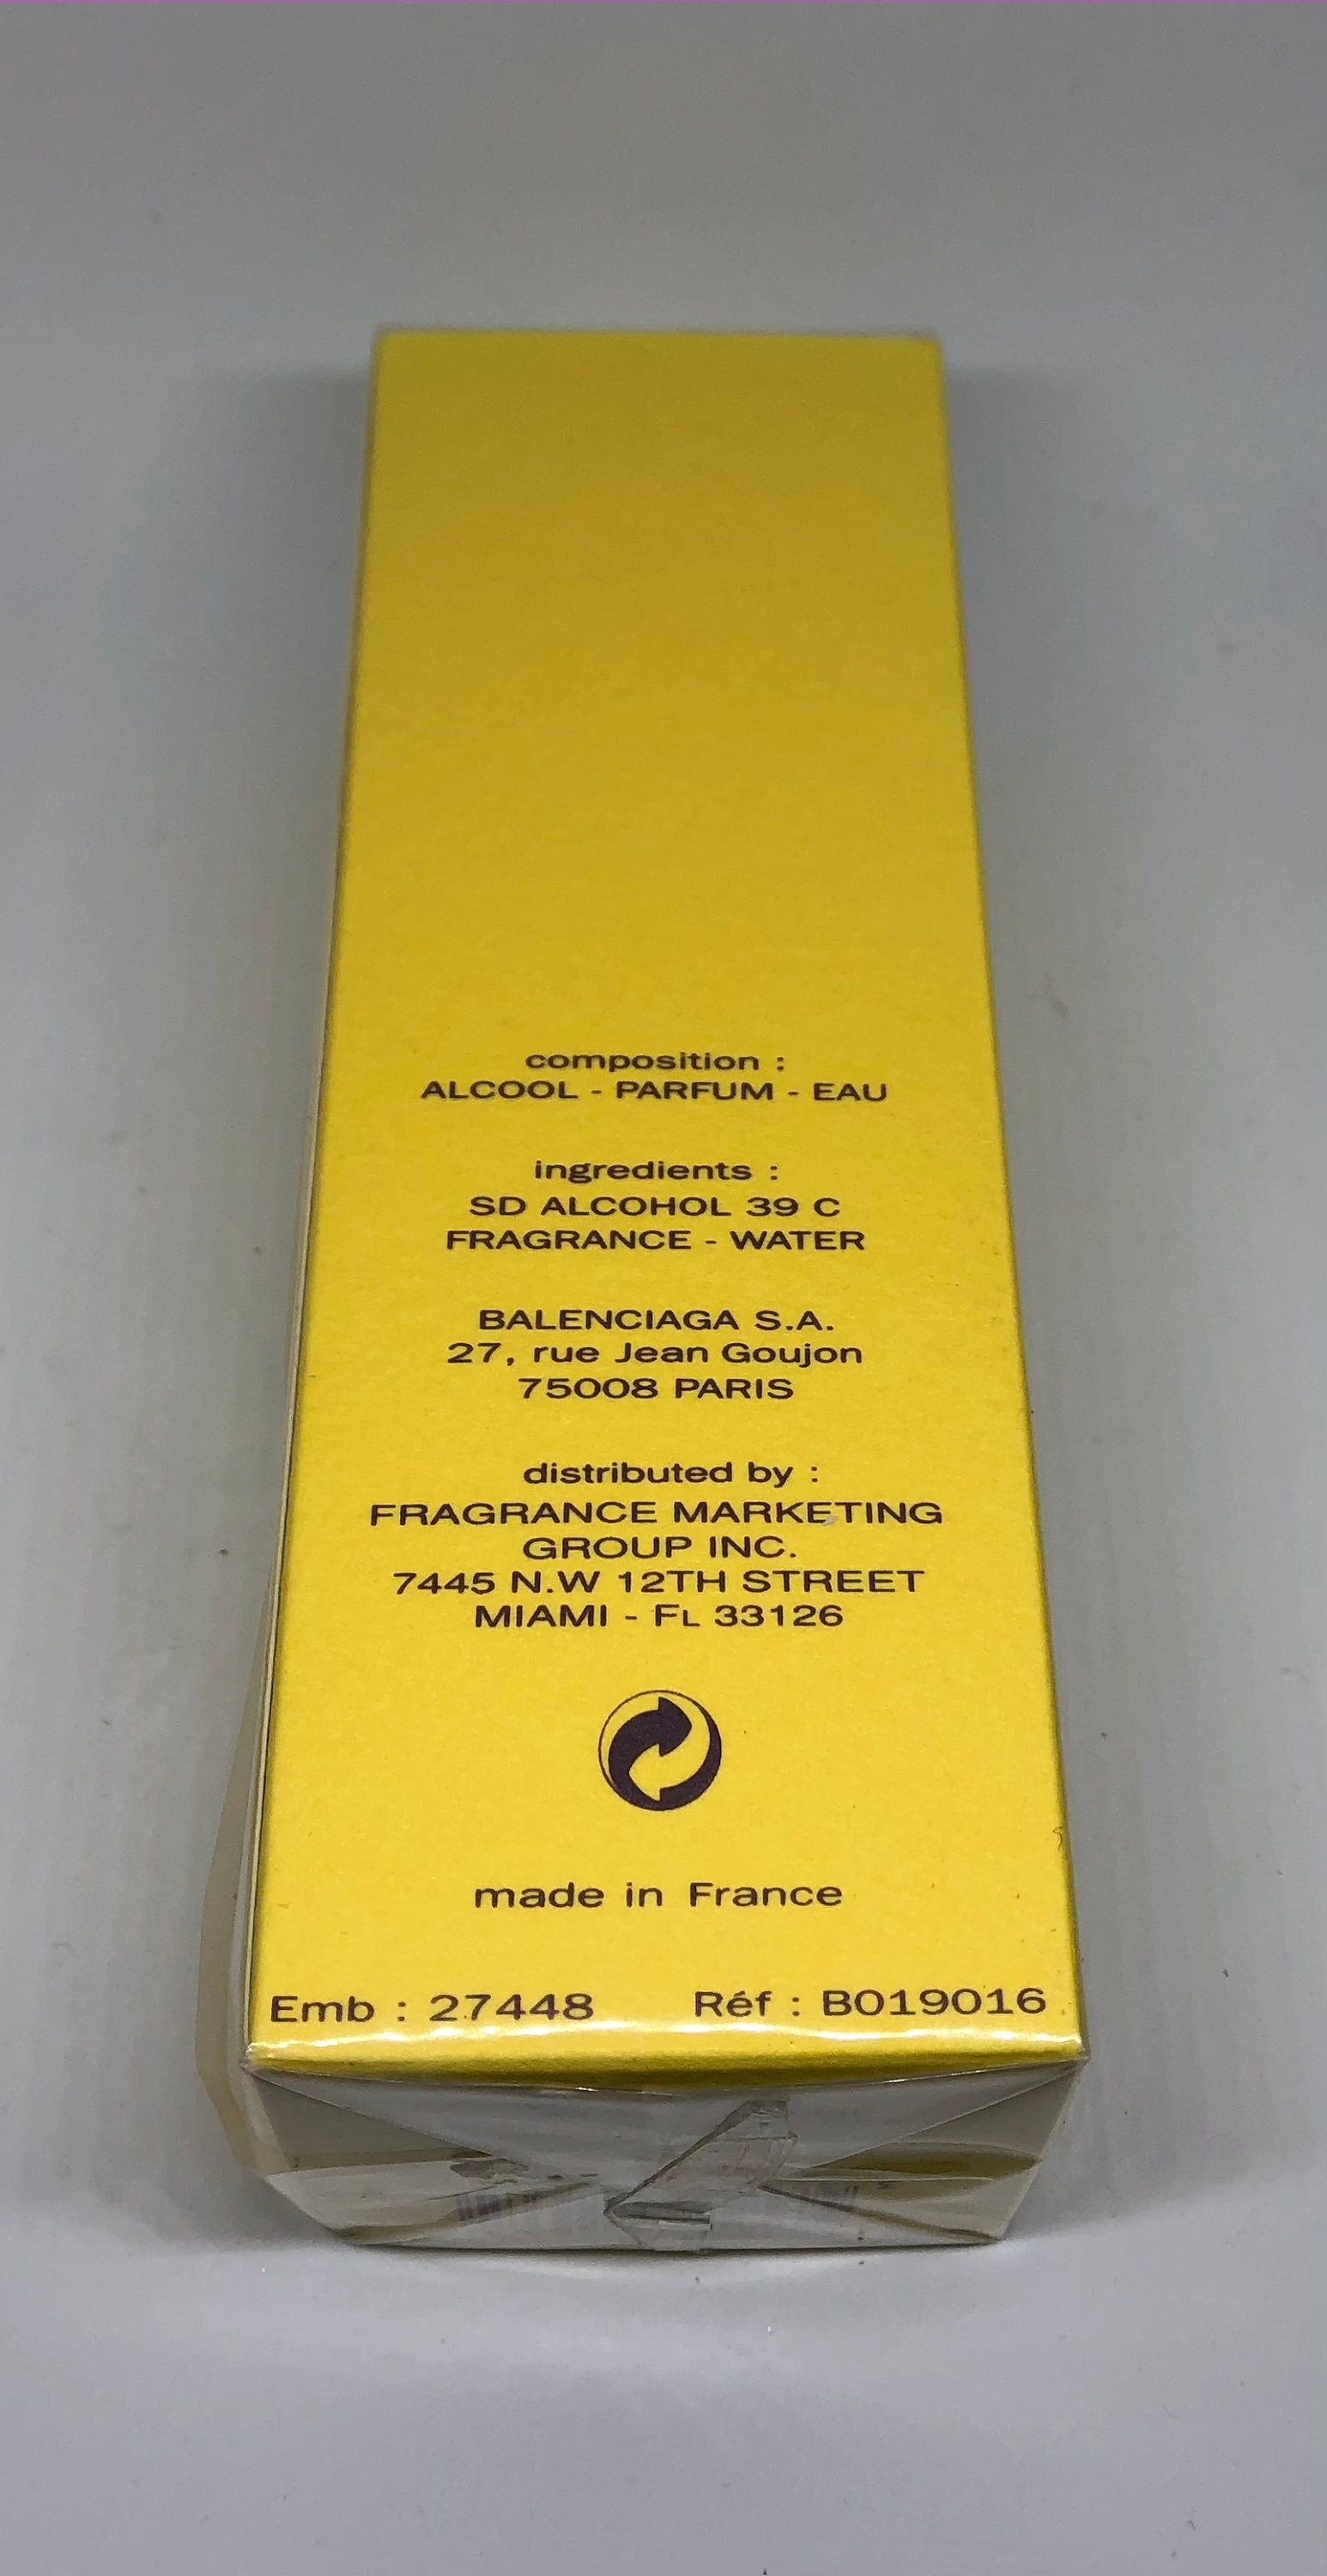 composition :
ALCOOL - PARFUM - EAU
ingredients :
SD ALCOHOL 39 C
FRAGRANCE - WATER
BALENCIAGA S.A.
27, rue Jean Goujon
75008 PARIS
distributed by :
FRAGRANCE MARKETING
GROUP INC.
7445 N.W 12TH STREET
MIAMI - FL 33126
made in France
Emb : 27448 Réf : B019016